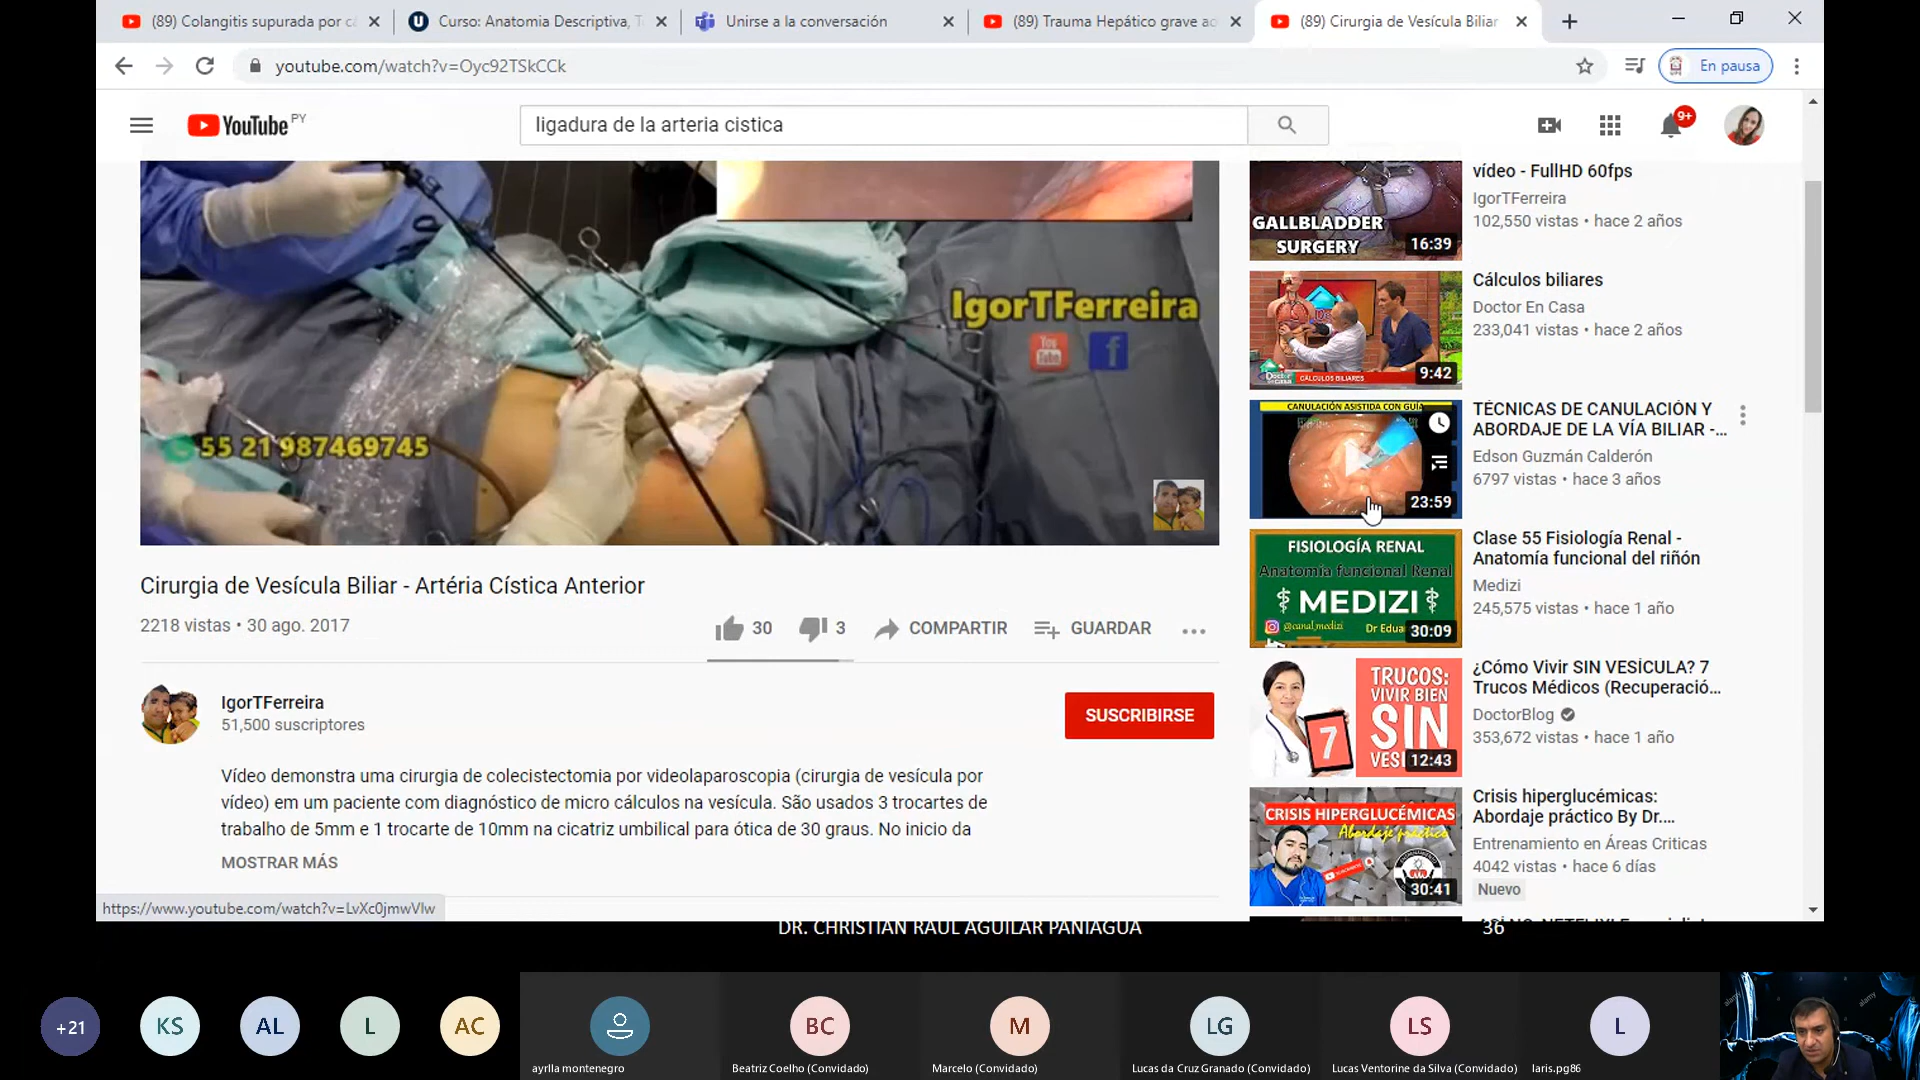 (89) Colangitis supurada por cá
Curso: Anatomia Descriptiva, T
Unirse a la conversación
(89) Trauma Hepático grave ac
(89) Cirurgia de Vesícula Biliar
youtube.com/watch?v=Oyc92TSkCCk
En pausa
YouTube PY
ligadura de la arteria cistica
9+
IgorTFerreira
You Tube
f
55 21 987469745
Cirurgia de Vesícula Biliar - Artéria Cística Anterior
2218 vistas • 30 ago. 2017
30
3
COMPARTIR
GUARDAR
IgorTFerreira
51,500 suscriptores
SUSCRIBIRSE
Vídeo demonstra uma cirurgia de colecistectomia por videolaparoscopia (cirurgia de vesícula por
vídeo) em um paciente com diagnóstico de micro cálculos na vesícula. São usados 3 trocartes de
trabalho de 5mm e 1 trocarte de 10mm na cicatriz umbilical para ótica de 30 graus. No inicio da
MOSTRAR MÁS
https://www.youtube.com/watch?v=LvXc0jmwVIw
GALLBLADDER
SURGERY
16:39
vídeo - FullHD 60fps
IgorTFerreira
102,550 vistas • hace 2 años
Doctor En Casa
CÁLCULOS BILIARES
9:42
Cálculos biliares
Doctor En Casa
233,041 vistas • hace 2 años
CANULACIÓN ASISTIDA CON GUÍA
23:59
TÉCNICAS DE CANULACIÓN Y
ABORDAJE DE LA VÍA BILIAR -...
Edson Guzmán Calderón
6797 vistas • hace 3 años
FISIOLOGÍA RENAL
Anatomía funcional Renal
MEDIZI
@canal_medizi
Dr Edua
30:09
Clase 55 Fisiología Renal -
Anatomía funcional del riñón
Medizi
245,575 vistas • hace 1 año
TRUCOS:
VIVIR BIEN
SIN
VES
7
12:43
¿Cómo Vivir SIN VESÍCULA? 7
Trucos Médicos (Recuperació...
DoctorBlog
353,672 vistas • hace 1 año
CRISIS HIPERGLUCÉMICAS
Abordaje práctico
30:41
Crisis hiperglucémicas:
Abordaje práctico By Dr....
Entrenamiento en Áreas Criticas
4042 vistas • hace 6 días
Nuevo
DR. CHRISTIAN RAUL AGUILAR PANIAGUA
36
+21
KS
AL
L
AC
ayrlla montenegro
BC
Beatriz Coelho (Convidado)
M
Marcelo (Convidado)
LG
Lucas da Cruz Granado (Convidado)
LS
Lucas Ventorine da Silva (Convidado)
L
laris.pg86
alamy
alamy